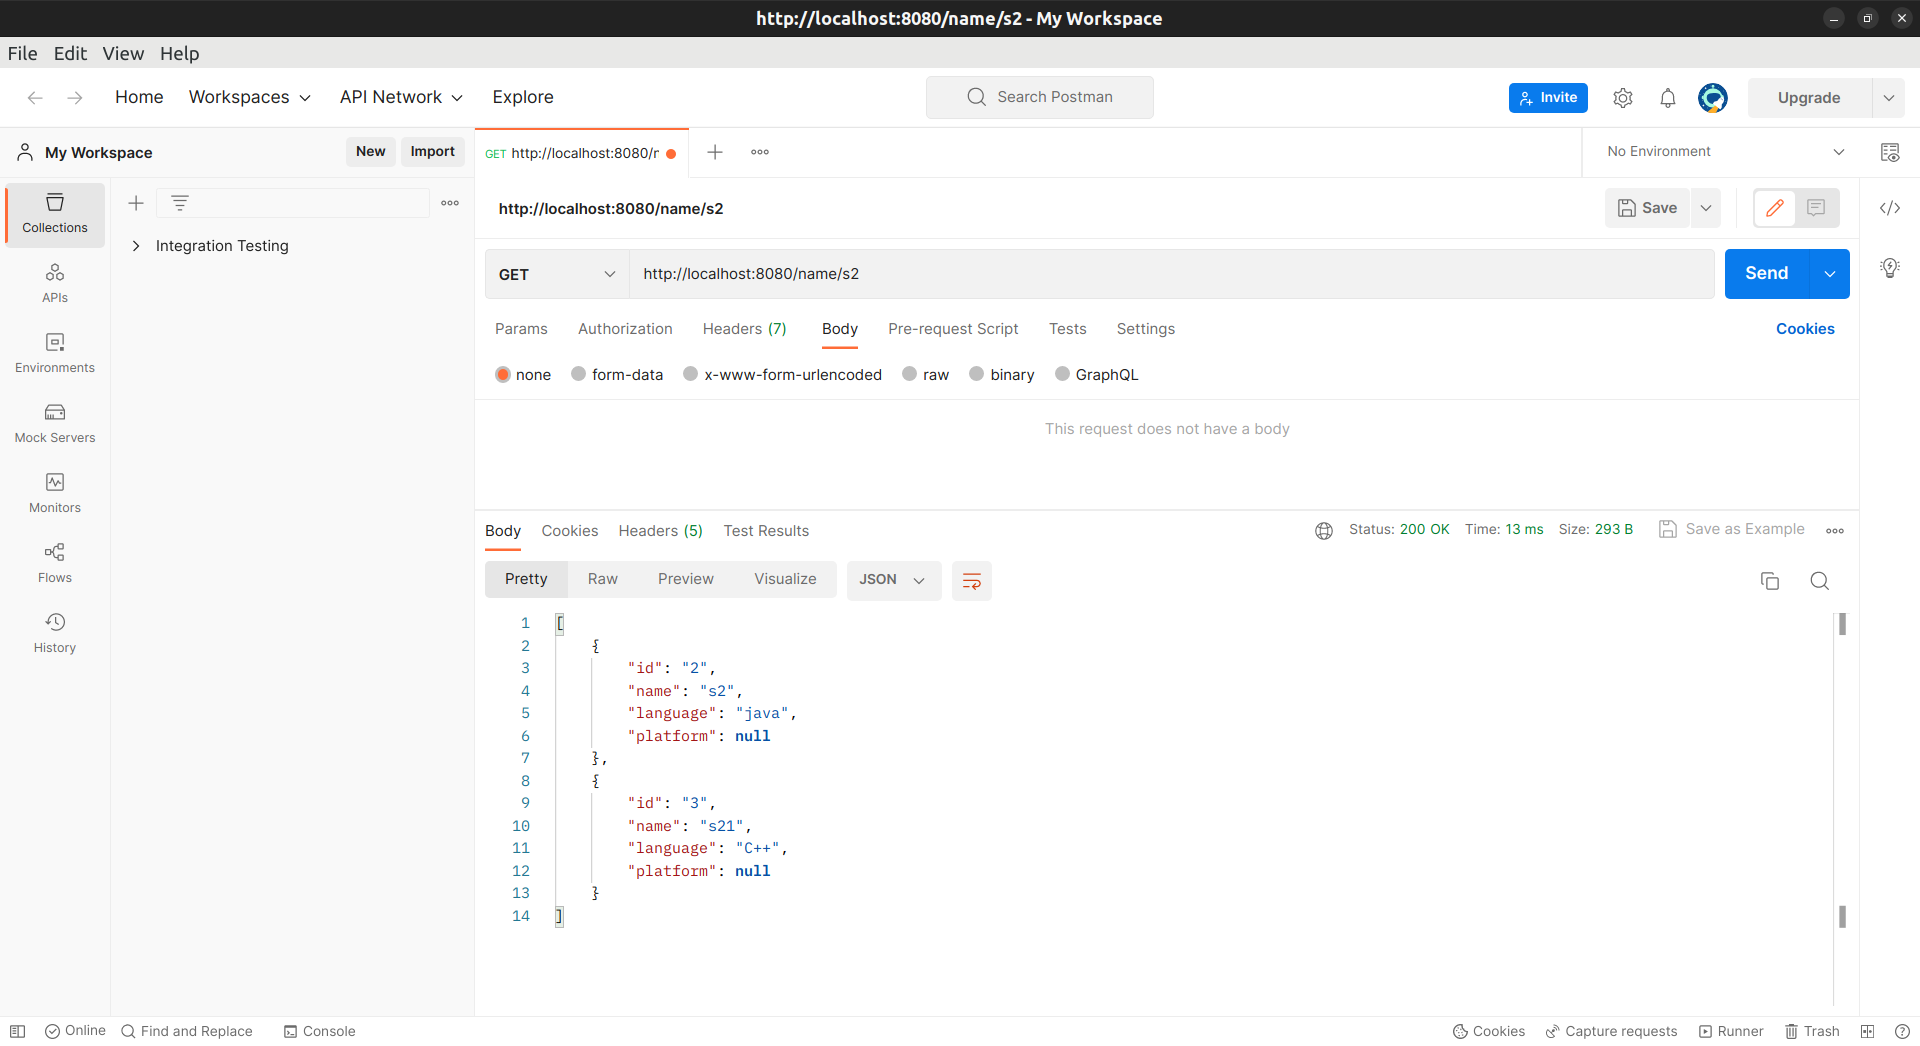 http://localhost:8080/name/s2 - My Workspace
File Edit View Help
Home Workspaces API Network Explore Search Postman Invite Upgrade
My Workspace New Import GET http://localhost:8080/r No Environment
http://localhost:8080/name/s2 Save
Collections
Integration Testing
GET http://localhost:8080/name/s2 Send
APIs
Params Authorization Headers (7) Body Pre-request Script Tests Settings Cookies
Environments
none form-data x-www-form-urlencoded raw binary GraphQL
Mock Servers
This request does not have a body
Monitors
Body Cookies Headers (5) Test Results Status: 200 OK Time: 13 ms Size: 293 B Save as Example
Flows
Pretty Raw Preview Visualize JSON
History
1 [
2 {
3 "id": "2",
4 "name": "s2",
5 "language": "java",
6 "platform": null
7 },
8 {
9 "id": "3",
10 "name": "s21",
11 "language": "C++",
12 "platform": null
13 }
14 ]
Online Find and Replace Console Cookies Capture requests Runner Trash